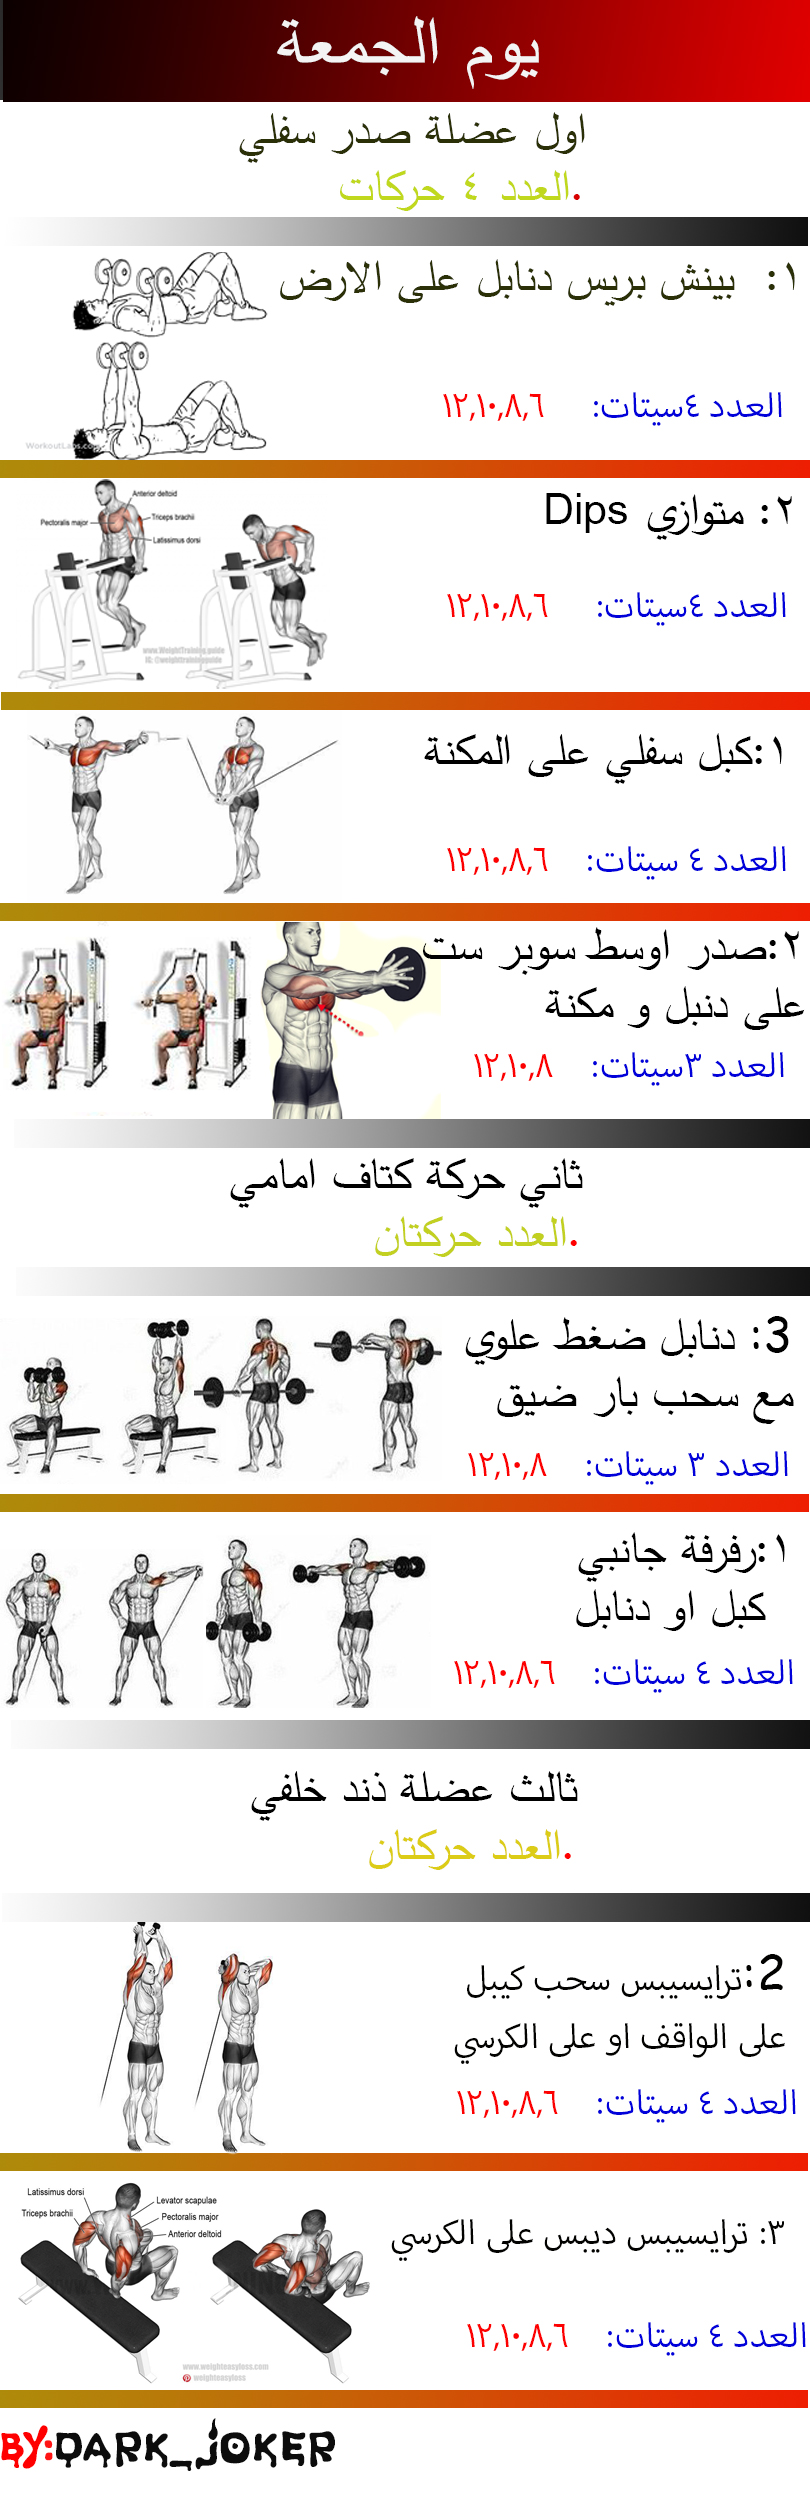 يوم الجمعة
اول عضلة صدر سفلي
العدد ٤ حركات.
١: بينش بريس دنابل على الارض
العدد ٤سيتات: ١٢,١٠,٨,٦
WorkoutLabs.com
٢: متوازي Dips
Anterior deltoid
Triceps brachii
Pectoralis major
Latissimus dorsi
العدد ٤سيتات: ١٢,١٠,٨,٦
www.WeightTraining.guide
IG: @weighttrainingguide
١:كبل سفلي على المكنة
العدد ٤ سيتات: ١٢,١٠,٨,٦
٢:صدر اوسط سوبر ست
على دنبل و مكنة
العدد ٣سيتات: ١٢,١٠,٨
ثاني حركة كتاف امامي
العدد حركتان.
3: دنابل ضغط علوي
مع سحب بار ضيق
العدد ٣ سيتات: ١٢,١٠,٨
١:رفرفة جانبي
كبل او دنابل
العدد ٤ سيتات: ١٢,١٠,٨,٦
ثالث عضلة ذند خلفي
العدد حركتان.
2:ترايسيبس سحب كيبل
على الواقف او على الكرسي
العدد ٤ سيتات: ١٢,١٠,٨,٦
٣: ترايسيبس ديبس على الكرسي
Latissimus dorsi
Levator scapulae
Triceps brachii
Pectoralis major
Anterior deltoid
العدد ٤ سيتات: ١٢,١٠,٨,٦
www.weighteasyloss.com
weighteasyloss
BY:DARK_JOKER